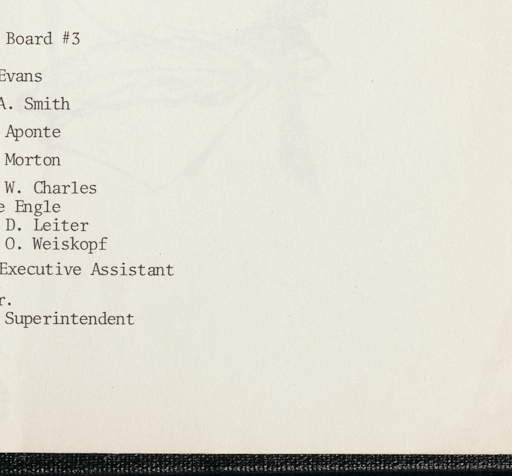 Board #3
Evans
A. Smith
Aponte
Morton
W. Charles
e Engle
D. Leiter
O. Weiskopf
Executive Assistant
r.
Superintendent